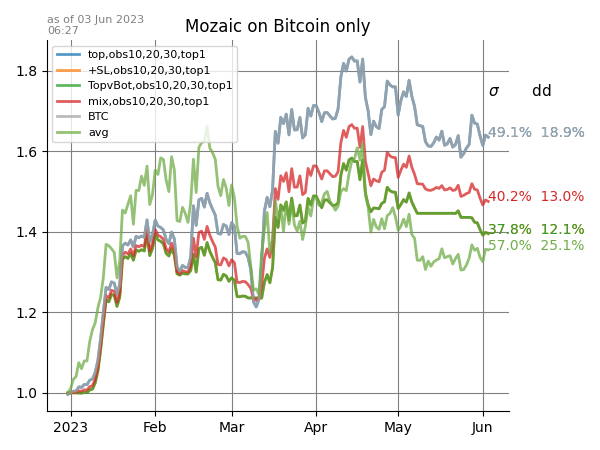 as of 03 Jun 2023
06:27
Mozaic on Bitcoin only
top,obs10,20,30,top1
+SL,obs10,20,30,top1
TopvBot,obs10,20,30,top1
mix,obs10,20,30,top1
BTC
avg
σ dd
49.1% 18.9%
40.2% 13.0%
37.8% 12.1%
57.0% 25.1%
1.8
1.6
1.4
1.2
1.0
2023 Feb Mar Apr May Jun